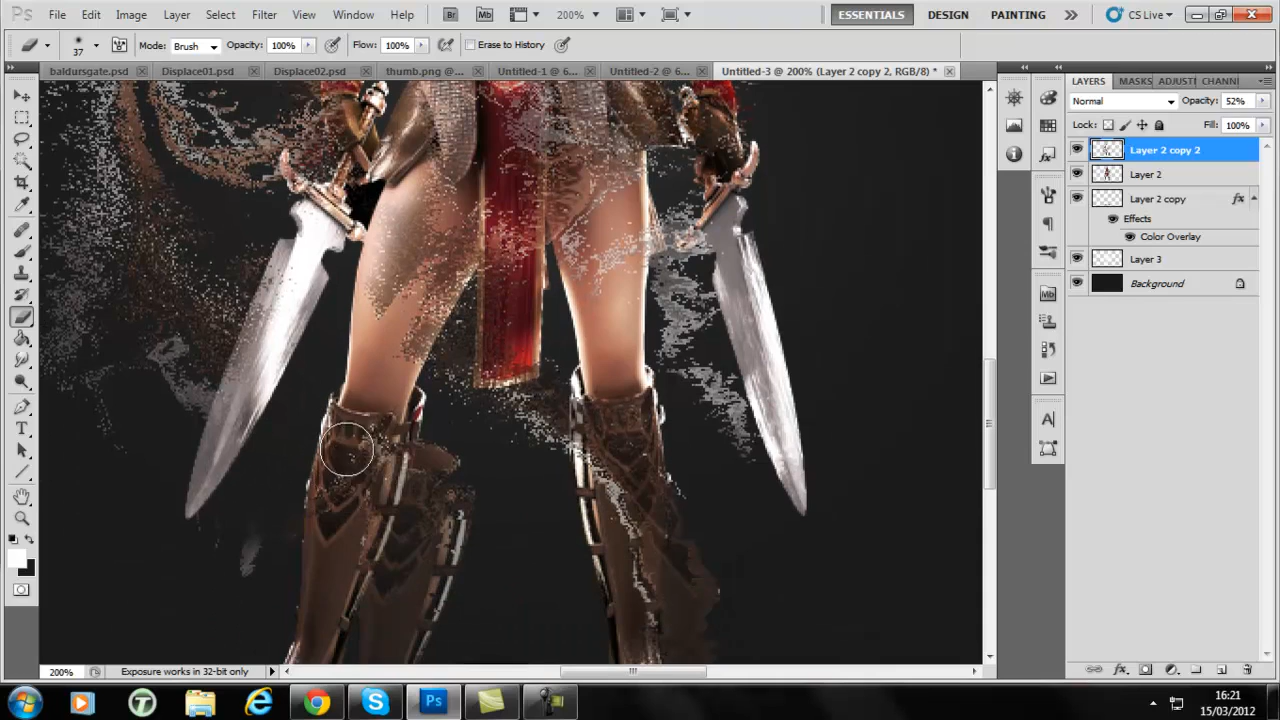 Ps File Edit Image Layer Select Filter View Window Help Br Mb 200% ESSENTIALS DESIGN PAINTING CS Live
37 Mode: Brush Opacity: 100% Flow: 100% Erase to History
baldursgate.psd Displace01.psd Displace02.psd thumb.png @... Untitled-1 @ 6... Untitled-2 @ 6... Untitled-3 @ 200% (Layer 2 copy 2, RGB/8) *
LAYERS MASKS ADJUSTI CHANNI
Normal Opacity: 52%
Lock: Fill: 100%
Layer 2 copy 2
Layer 2
Layer 2 copy fx
Effects
Color Overlay
Layer 3
Background
Mb
A
T
200% Exposure works in 32-bit only
fx
Ps
16:21
15/03/2012